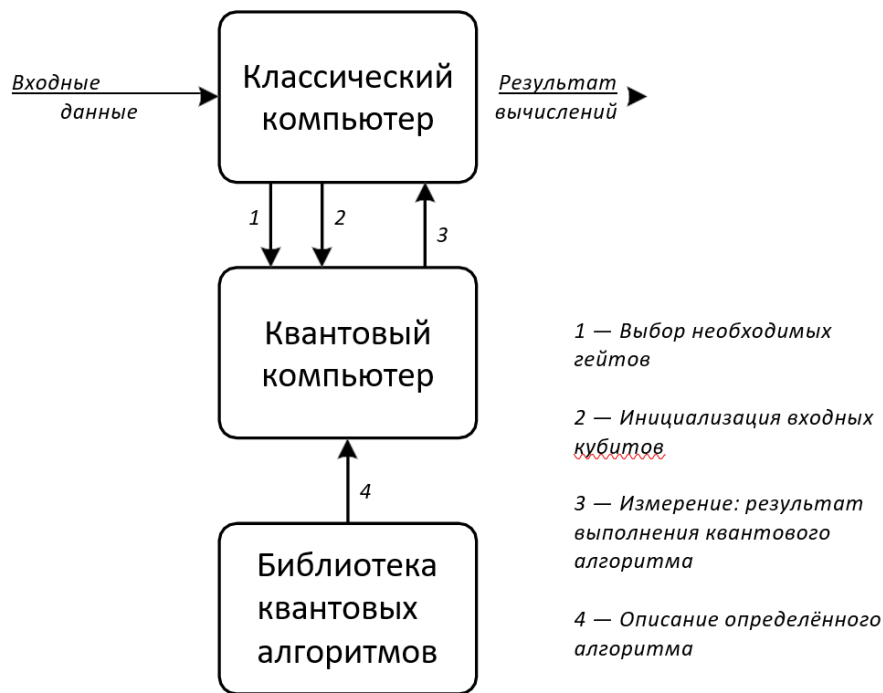 Входные
данные
Классический
компьютер
Результат
вычислений
1
2
3
Квантовый
компьютер
4
Библиотека
квантовых
алгоритмов
1 — Выбор необходимых
гейтов
2 — Инициализация входных
кубитов
3 — Измерение: результат
выполнения квантового
алгоритма
4 — Описание определённого
алгоритма